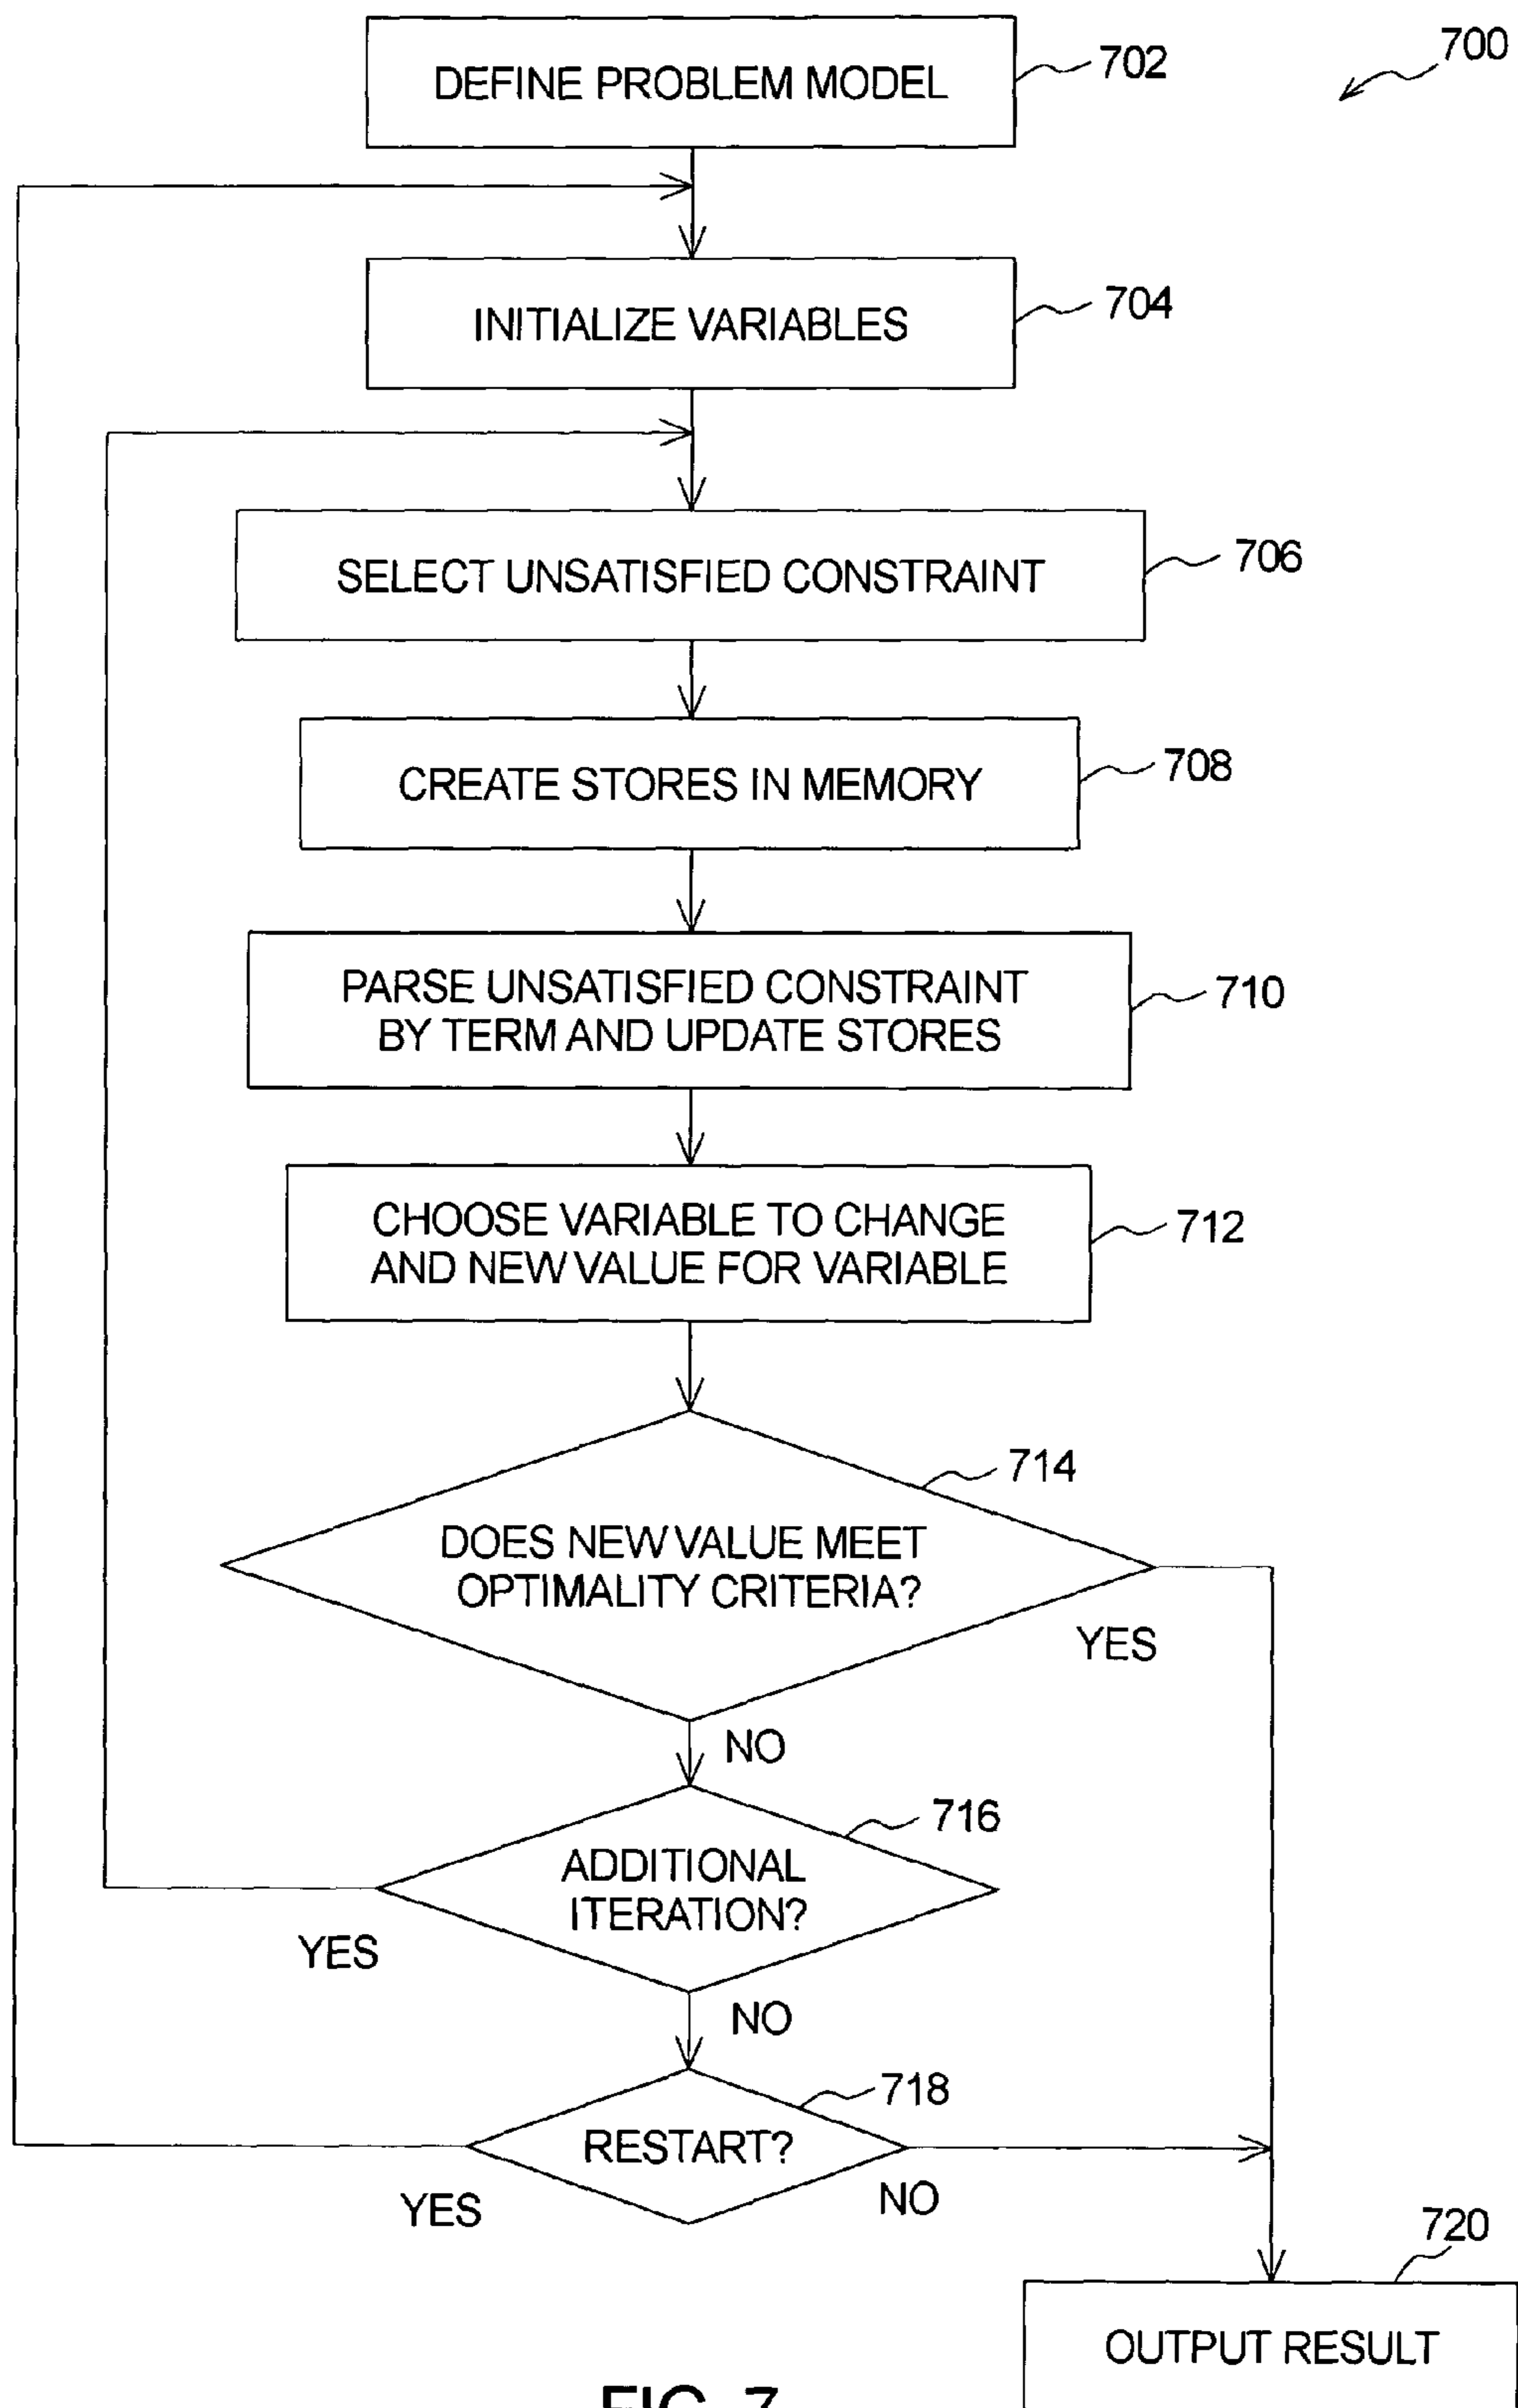 DEFINE PROBLEM MODEL
702
700
INITIALIZE VARIABLES
704
SELECT UNSATISFIED CONSTRAINT
706
CREATE STORES IN MEMORY
708
PARSE UNSATISFIED CONSTRAINT
BY TERM AND UPDATE STORES
710
CHOOSE VARIABLE TO CHANGE
AND NEW VALUE FOR VARIABLE
712
714
DOES NEW VALUE MEET
OPTIMALITY CRITERIA?
YES
NO
716
ADDITIONAL
ITERATION?
YES
NO
718
RESTART?
YES
NO
720
OUTPUT RESULT
FIG. 7